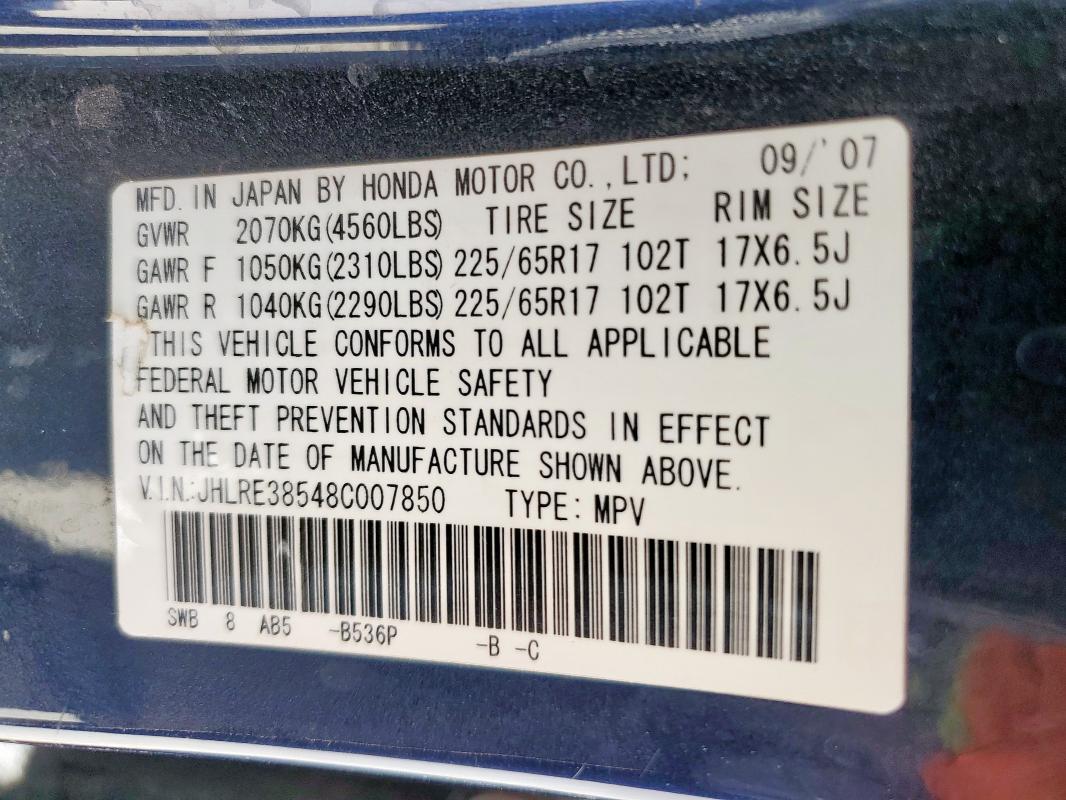 MFD. IN JAPAN BY HONDA MOTOR CO., LTD; 09/'07
GVWR 2070KG(4560LBS) TIRE SIZE RIM SIZE
GAWR F 1050KG(2310LBS) 225/65R17 102T 17X6.5J
GAWR R 1040KG(2290LBS) 225/65R17 102T 17X6.5J
THIS VEHICLE CONFORMS TO ALL APPLICABLE
FEDERAL MOTOR VEHICLE SAFETY
AND THEFT PREVENTION STANDARDS IN EFFECT
ON THE DATE OF MANUFACTURE SHOWN ABOVE.
V.I.N.:JHLRE38548C007850 TYPE: MPV
SWB 8 AB5 -B536P -B -C